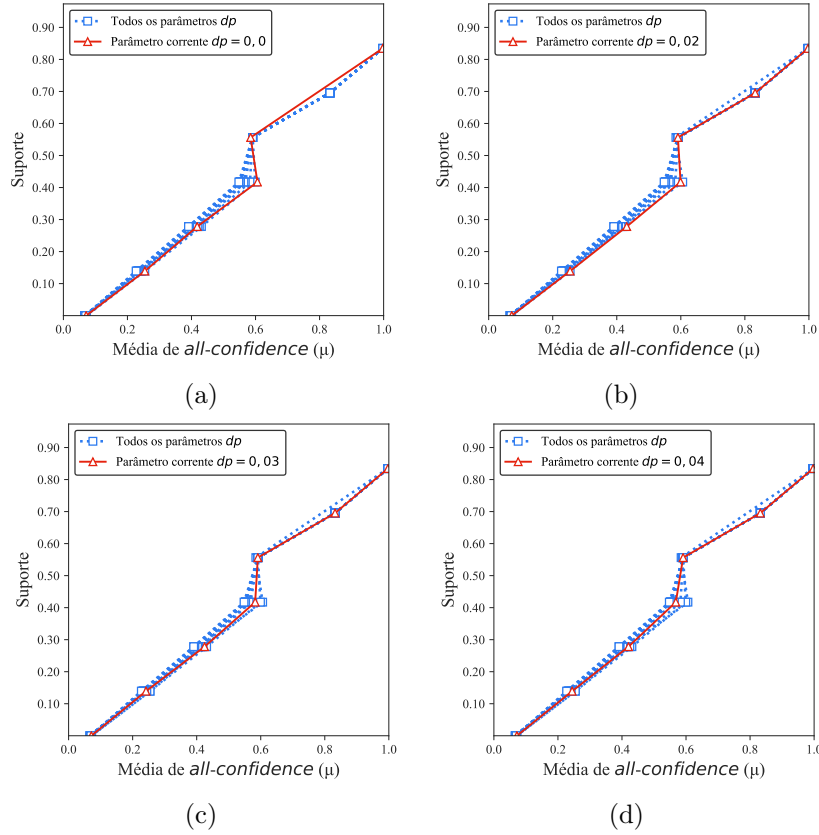 Todos os parâmetros dp
Parâmetro corrente dp = 0, 0
0.90
0.80
0.70
0.60
0.50
0.40
0.30
0.20
0.10
Suporte
0.0 0.2 0.4 0.6 0.8 1.0
Média de all-confidence (μ)
(a)
Todos os parâmetros dp
Parâmetro corrente dp = 0, 02
0.90
0.80
0.70
0.60
0.50
0.40
0.30
0.20
0.10
Suporte
0.0 0.2 0.4 0.6 0.8 1.0
Média de all-confidence (μ)
(b)
Todos os parâmetros dp
Parâmetro corrente dp = 0, 03
0.90
0.80
0.70
0.60
0.50
0.40
0.30
0.20
0.10
Suporte
0.0 0.2 0.4 0.6 0.8 1.0
Média de all-confidence (μ)
(c)
Todos os parâmetros dp
Parâmetro corrente dp = 0, 04
0.90
0.80
0.70
0.60
0.50
0.40
0.30
0.20
0.10
Suporte
0.0 0.2 0.4 0.6 0.8 1.0
Média de all-confidence (μ)
(d)